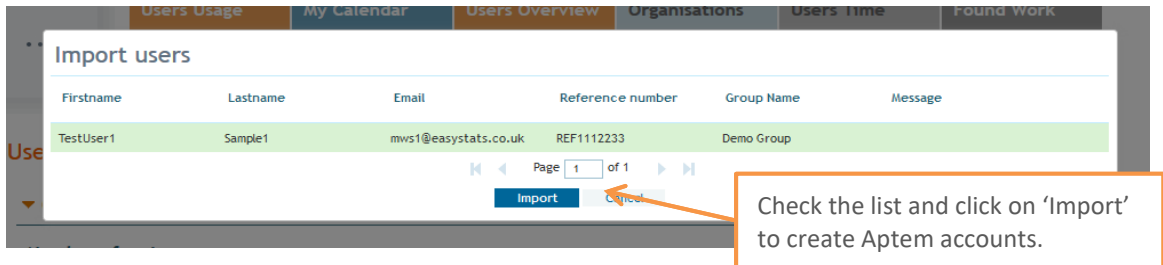 Users Usage My Calendar Users Overview Organisations Users Time Found Work
Import users
Firstname Lastname Email Reference number Group Name Message
TestUser1 Sample1 mws1@easystats.co.uk REF1112233 Demo Group
Use
Page 1 of 1
Import Cancel
Check the list and click on ‘Import’
to create Aptem accounts.